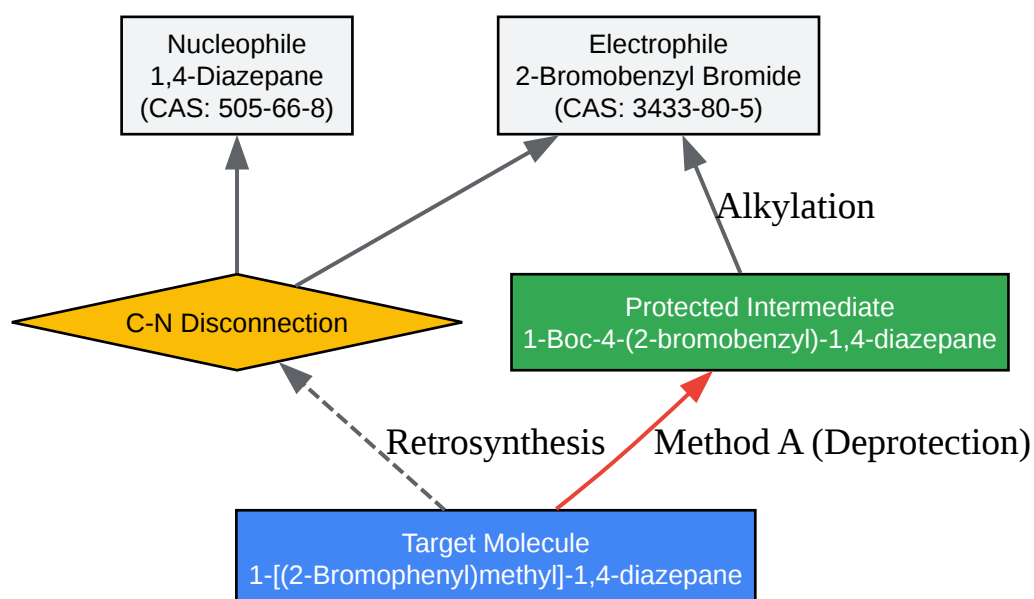 Nucleophile
1,4-Diazepane
(CAS: 505-66-8)
Electrophile
2-Bromobenzyl Bromide
(CAS: 3433-80-5)
Alkylation
C-N Disconnection
Protected Intermediate
1-Boc-4-(2-bromobenzyl)-1,4-diazepane
Retrosynthesis
Method A (Deprotection)
Target Molecule
1-[(2-Bromophenyl)methyl]-1,4-diazepane